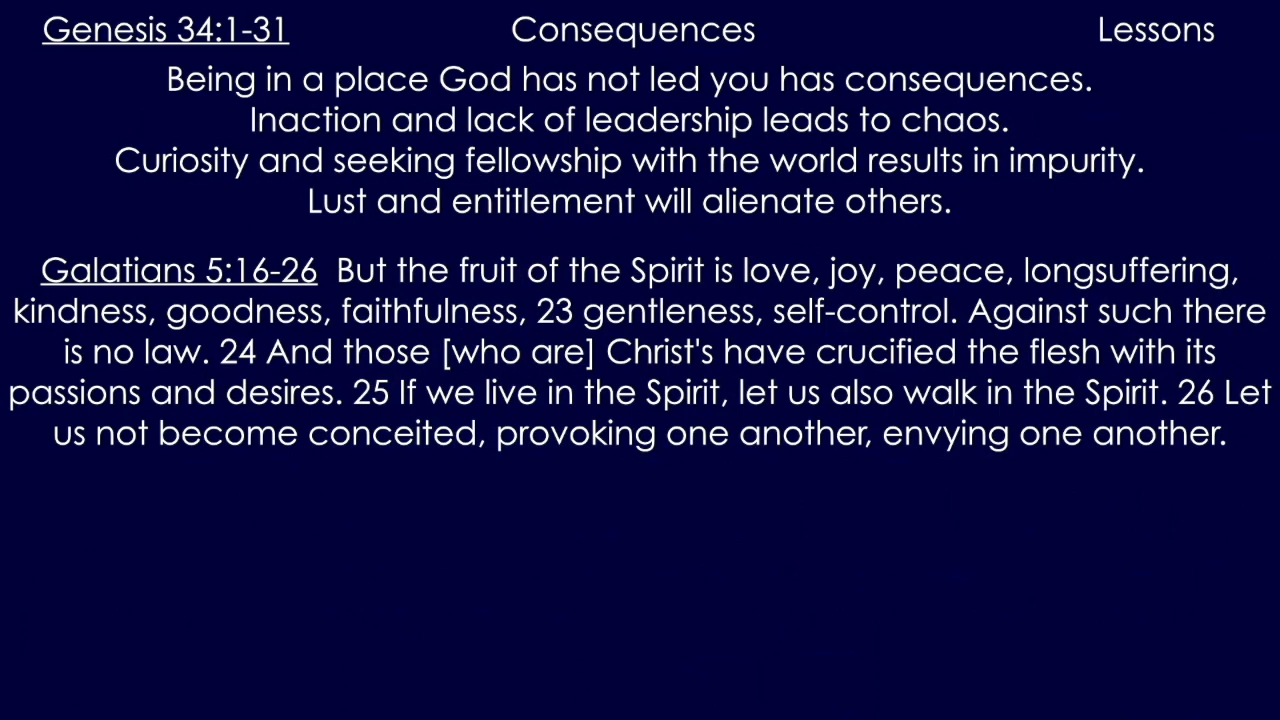 Genesis 34:1-31 Consequences Lessons
Being in a place God has not led you has consequences.
Inaction and lack of leadership leads to chaos.
Curiosity and seeking fellowship with the world results in impurity.
Lust and entitlement will alienate others.
Galatians 5:16-26 But the fruit of the Spirit is love, joy, peace, longsuffering,
kindness, goodness, faithfulness, 23 gentleness, self-control. Against such there
is no law. 24 And those [who are] Christ's have crucified the flesh with its
passions and desires. 25 If we live in the Spirit, let us also walk in the Spirit. 26 Let
us not become conceited, provoking one another, envying one another.